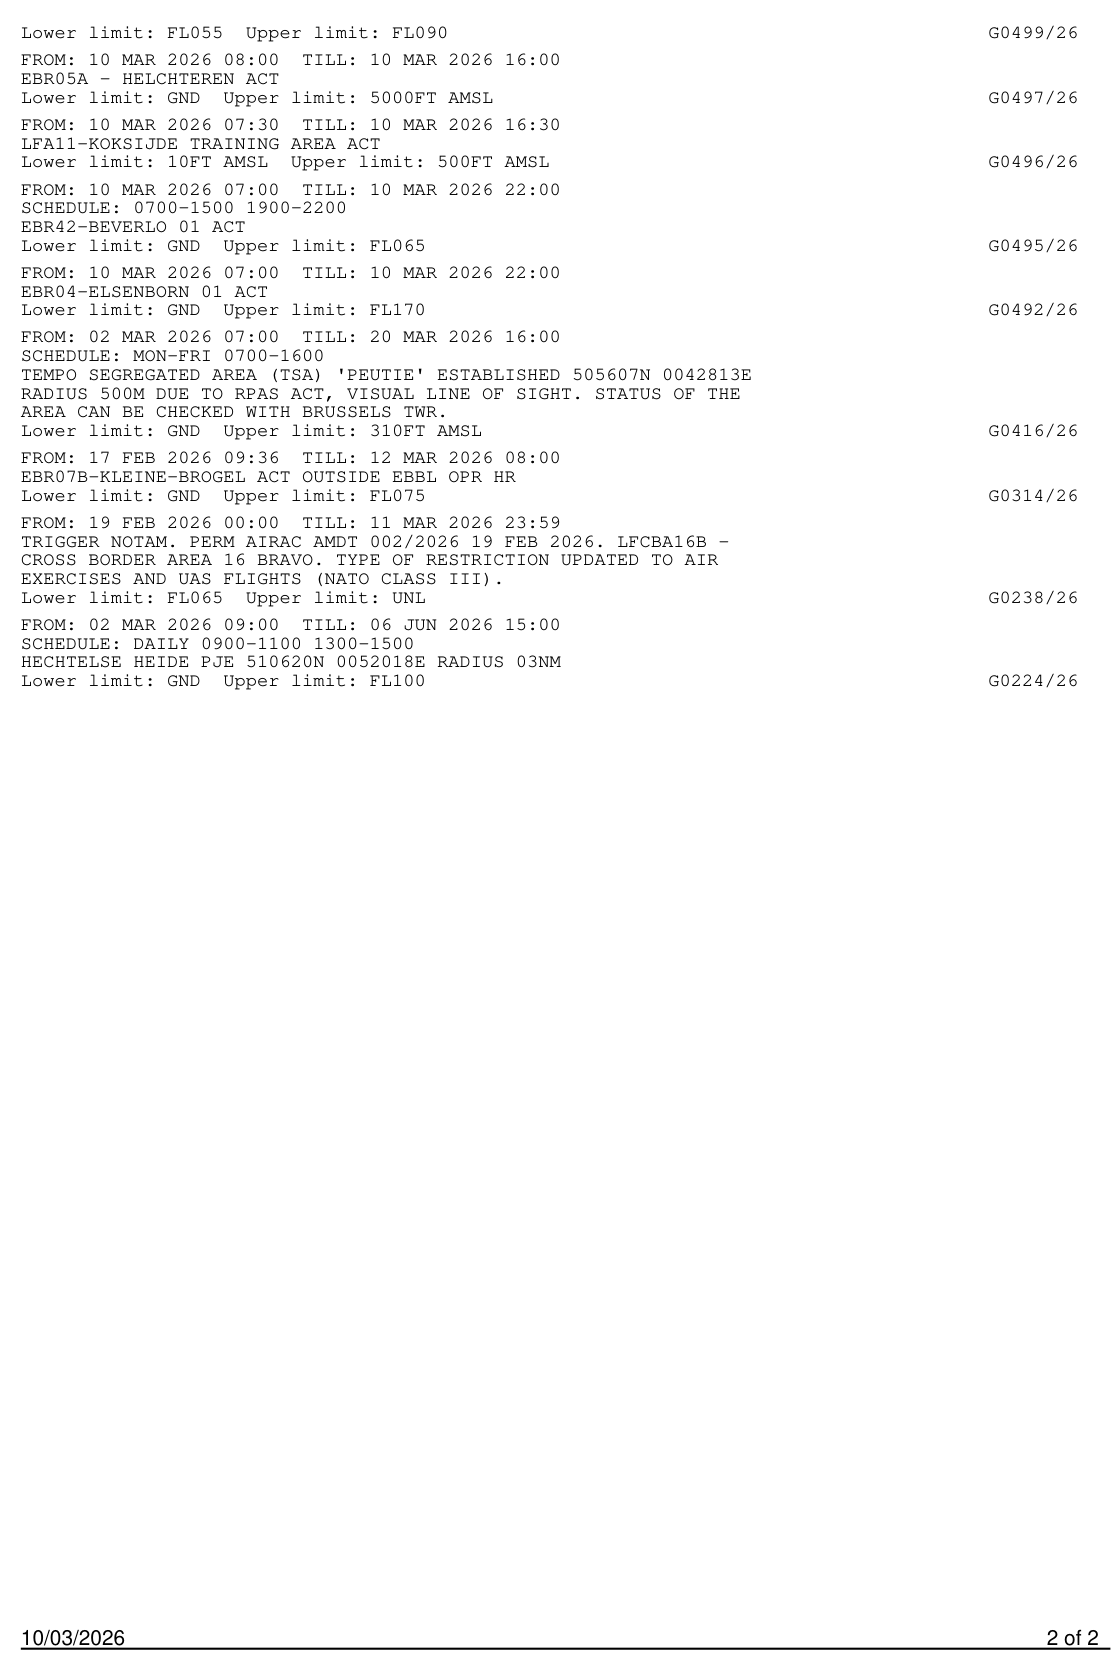 Lower limit: FL055  Upper limit: FL090 G0499/26
FROM: 10 MAR 2026 08:00  TILL: 10 MAR 2026 16:00
EBR05A - HELCHTEREN ACT
Lower limit: GND  Upper limit: 5000FT AMSL G0497/26
FROM: 10 MAR 2026 07:30  TILL: 10 MAR 2026 16:30
LFA11-KOKSIJDE TRAINING AREA ACT
Lower limit: 10FT AMSL  Upper limit: 500FT AMSL G0496/26
FROM: 10 MAR 2026 07:00  TILL: 10 MAR 2026 22:00
SCHEDULE: 0700-1500 1900-2200
EBR42-BEVERLO 01 ACT
Lower limit: GND  Upper limit: FL065 G0495/26
FROM: 10 MAR 2026 07:00  TILL: 10 MAR 2026 22:00
EBR04-ELSENBORN 01 ACT
Lower limit: GND  Upper limit: FL170 G0492/26
FROM: 02 MAR 2026 07:00  TILL: 20 MAR 2026 16:00
SCHEDULE: MON-FRI 0700-1600
TEMPO SEGREGATED AREA (TSA) 'PEUTIE' ESTABLISHED 505607N 0042813E
RADIUS 500M DUE TO RPAS ACT, VISUAL LINE OF SIGHT. STATUS OF THE
AREA CAN BE CHECKED WITH BRUSSELS TWR.
Lower limit: GND  Upper limit: 310FT AMSL G0416/26
FROM: 17 FEB 2026 09:36  TILL: 12 MAR 2026 08:00
EBR07B-KLEINE-BROGEL ACT OUTSIDE EBBL OPR HR
Lower limit: GND  Upper limit: FL075 G0314/26
FROM: 19 FEB 2026 00:00  TILL: 11 MAR 2026 23:59
TRIGGER NOTAM. PERM AIRAC AMDT 002/2026 19 FEB 2026. LFCBA16B -
CROSS BORDER AREA 16 BRAVO. TYPE OF RESTRICTION UPDATED TO AIR
EXERCISES AND UAS FLIGHTS (NATO CLASS III).
Lower limit: FL065  Upper limit: UNL G0238/26
FROM: 02 MAR 2026 09:00  TILL: 06 JUN 2026 15:00
SCHEDULE: DAILY 0900-1100 1300-1500
HECHTELSE HEIDE PJE 510620N 0052018E RADIUS 03NM
Lower limit: GND  Upper limit: FL100 G0224/26
10/03/2026 2 of 2